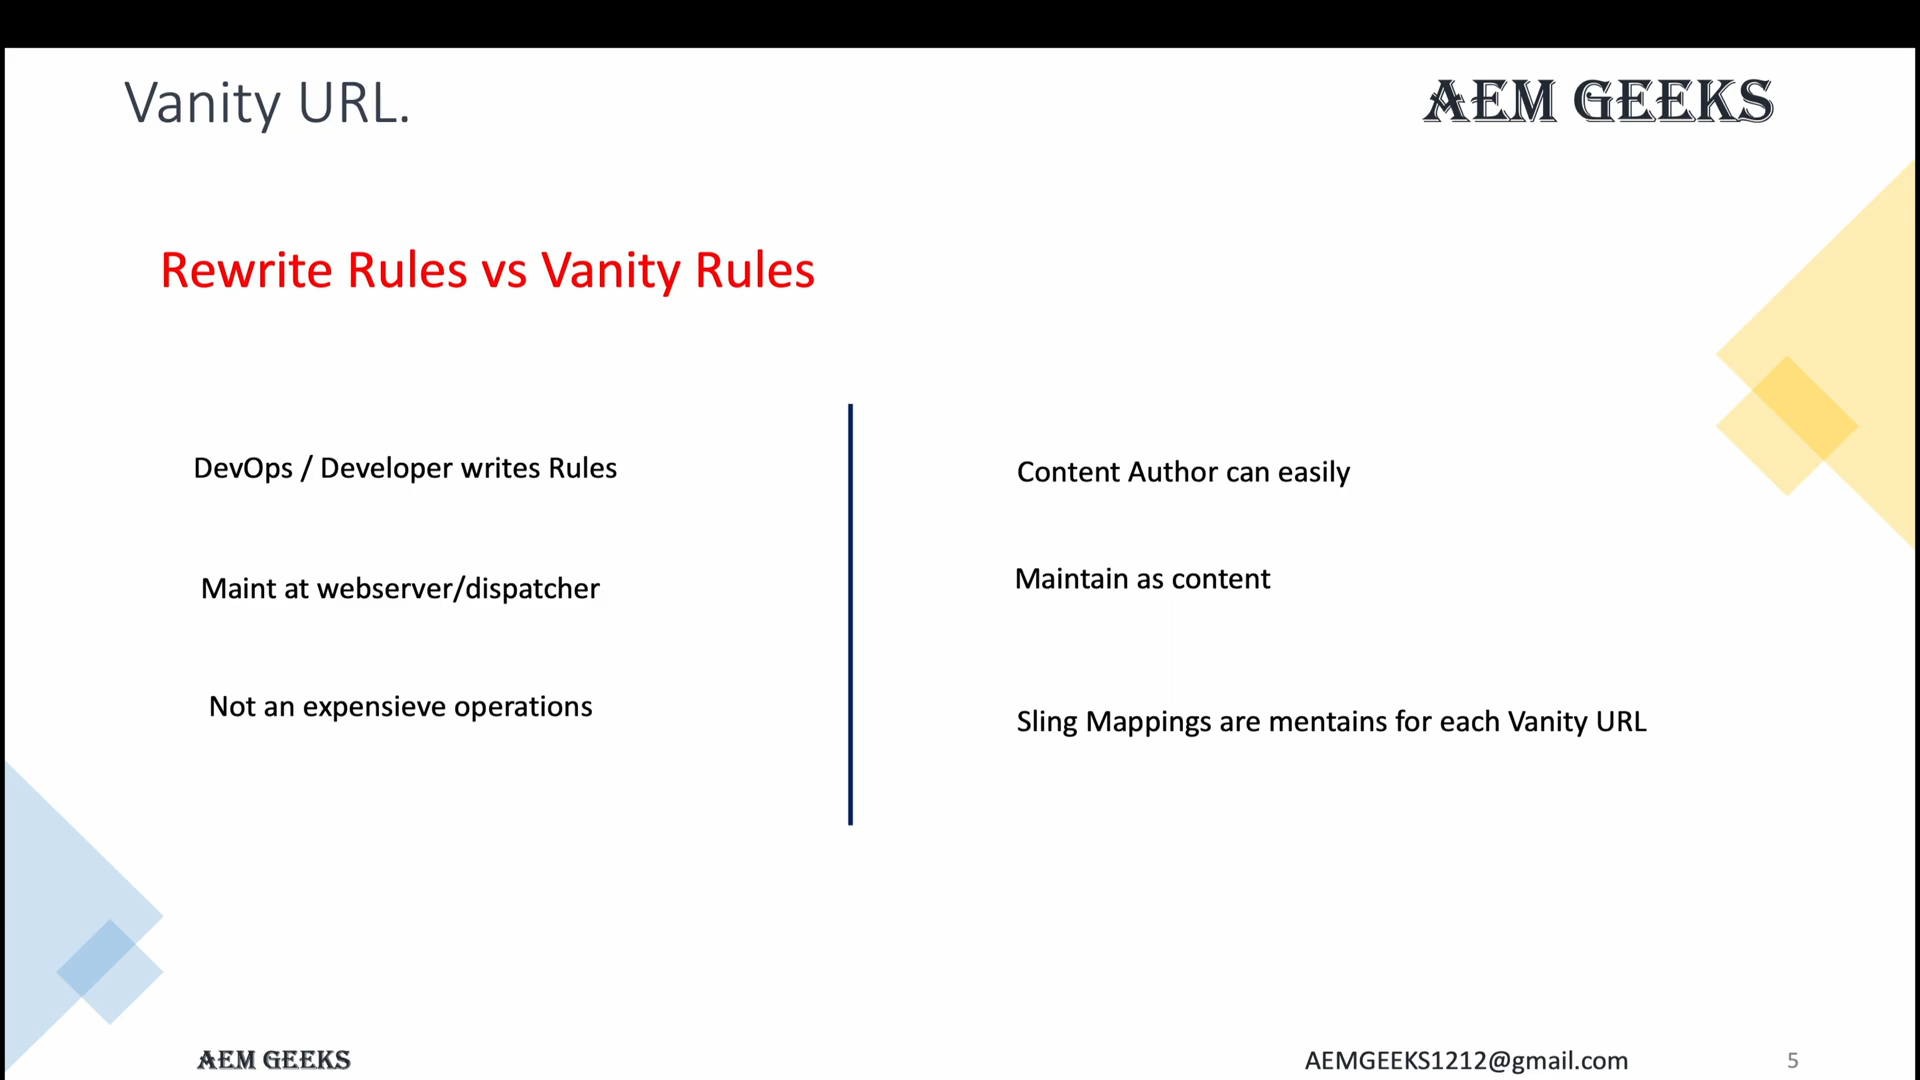 Vanity URL.
AEM GEEKS
Rewrite Rules vs Vanity Rules
DevOps / Developer writes Rules
Maint at webserver/dispatcher
Not an expensieve operations
Content Author can easily
Maintain as content
Sling Mappings are mentains for each Vanity URL
AEM GEEKS
AEMGEEKS1212@gmail.com
5